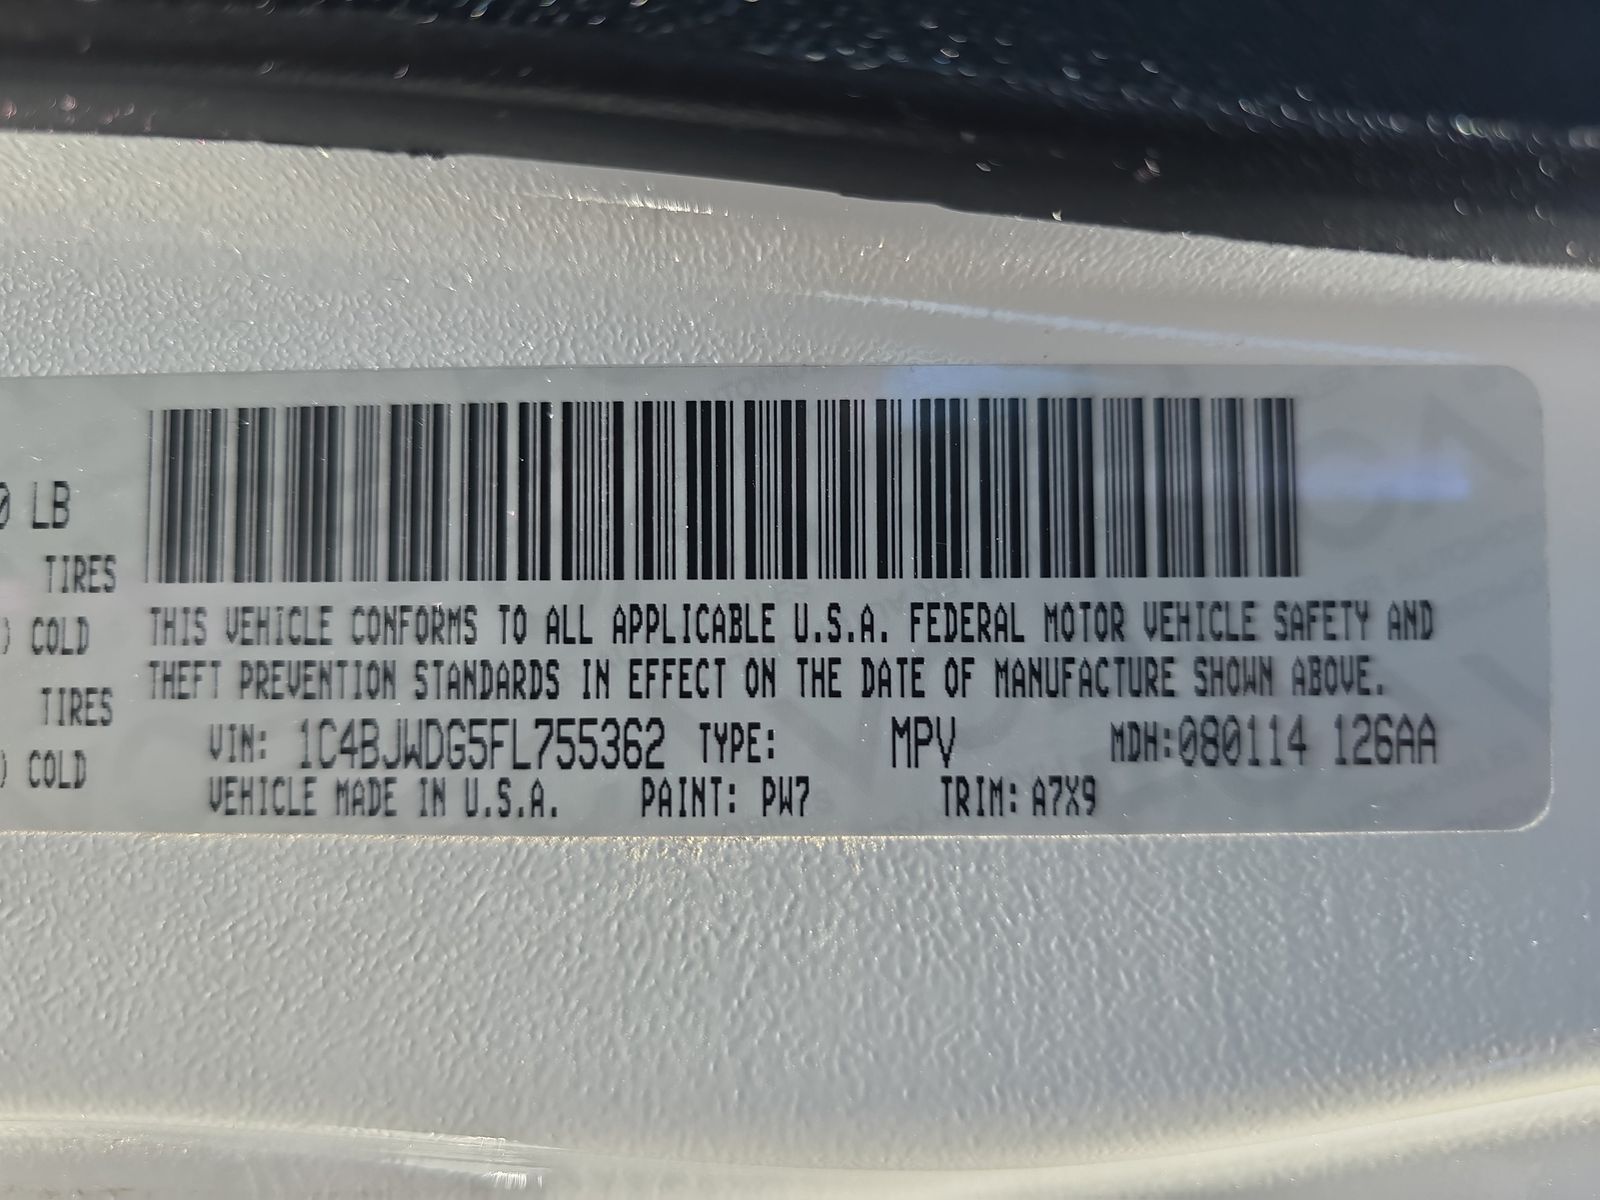 0 LB
TIRES
) COLD
TIRES
) COLD
THIS VEHICLE CONFORMS TO ALL APPLICABLE U.S.A. FEDERAL MOTOR VEHICLE SAFETY AND
THEFT PREVENTION STANDARDS IN EFFECT ON THE DATE OF MANUFACTURE SHOWN ABOVE.
VIN: 1C4BJWDG5FL755362 TYPE: MPV MDH:080114 126AA
VEHICLE MADE IN U.S.A. PAINT: PW7 TRIM: A7X9